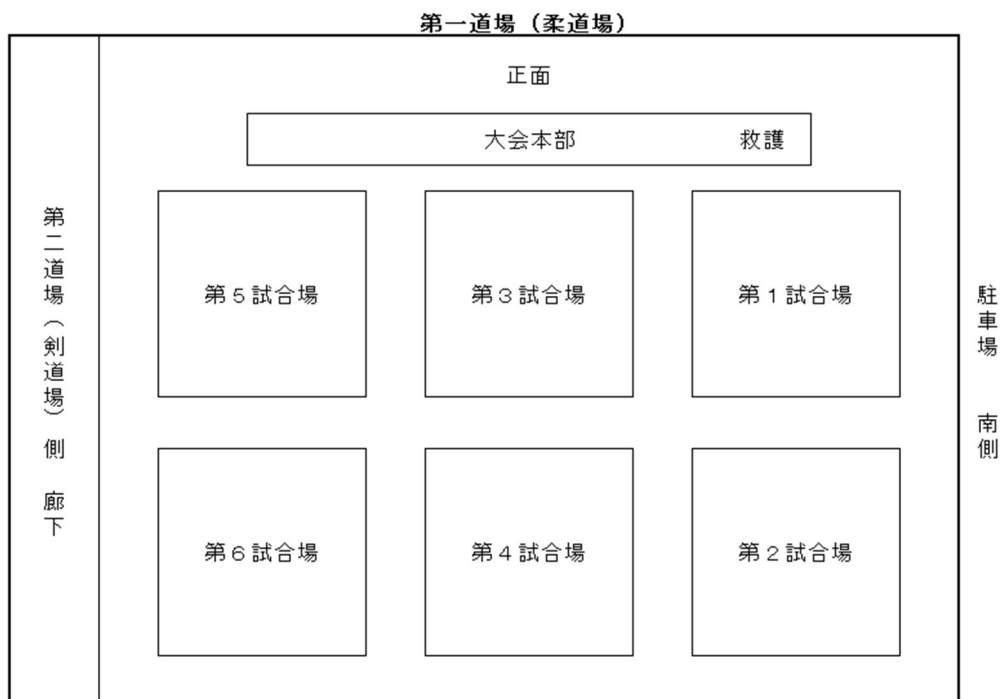 第一道場（柔道場）
正面
大会本部　　　　　　救護
第二道場（剣道場）側　廊下
第５試合場
第３試合場
第１試合場
駐車場　　南側
第６試合場
第４試合場
第２試合場